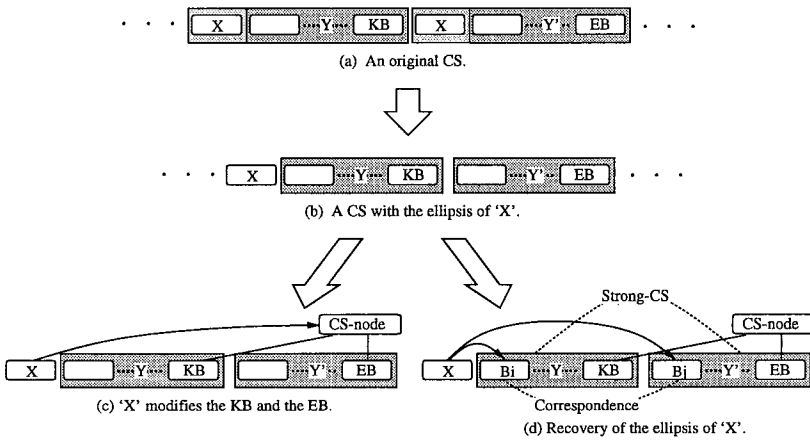 · · · X ····Y···· KB X ····Y'···· EB · · ·
(a) An original CS.
· · · X ····Y···· KB ····Y'···· EB · · ·
(b) A CS with the ellipsis of ‘X’.
CS-node
X ····Y···· KB ····Y'···· EB
(c) ‘X’ modifies the KB and the EB.
Strong-CS
CS-node
X Bi ···Y···· KB Bj ···Y'···· EB
Correspondence
(d) Recovery of the ellipsis of ‘X’.